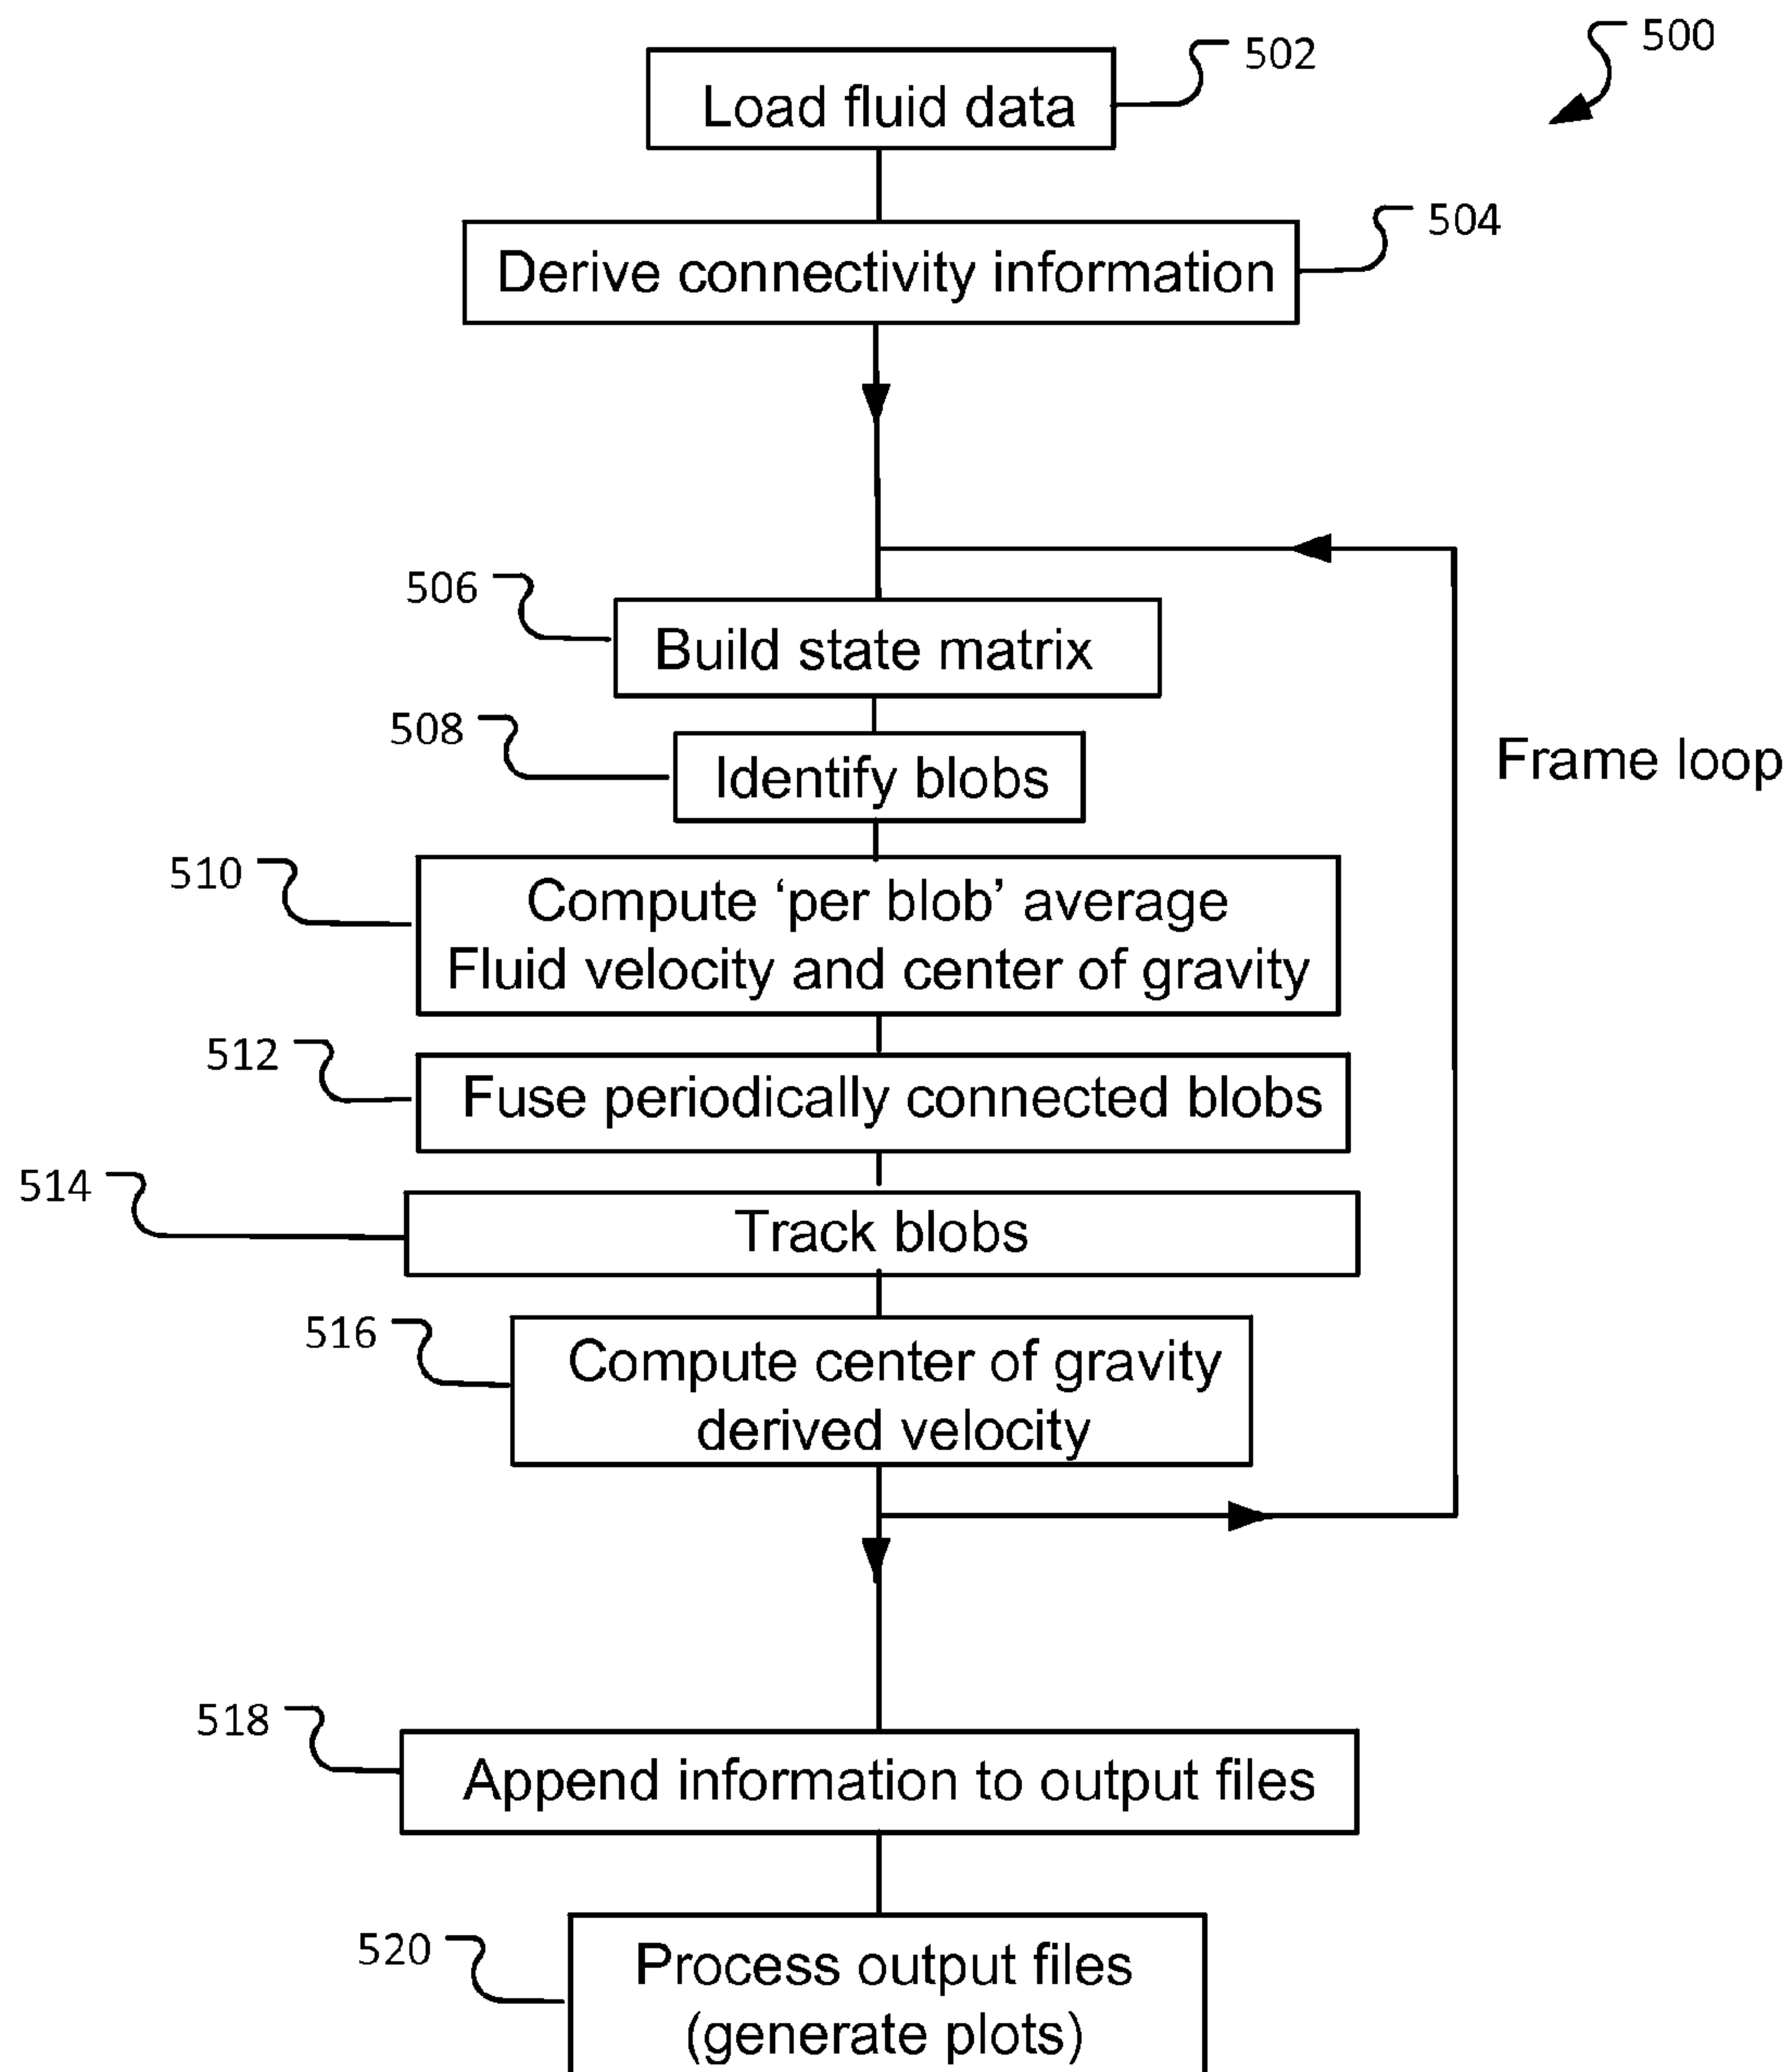 500
502
Load fluid data
504
Derive connectivity information
506
Build state matrix
508
Identify blobs
Frame loop
510
Compute ‘per blob’ average
Fluid velocity and center of gravity
512
Fuse periodically connected blobs
514
Track blobs
516
Compute center of gravity
derived velocity
518
Append information to output files
520
Process output files
(generate plots)